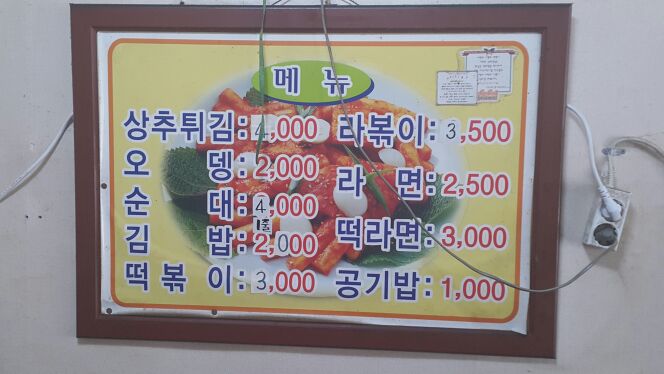 메 뉴
상추튀김: 4,000
오 뎅: 2,000
순 대: 4,000
김 밥: 2,000
떡 볶 이: 3,000
라볶이: 3,500
라 면: 2,500
떡라면: 3,000
공기밥: 1,000